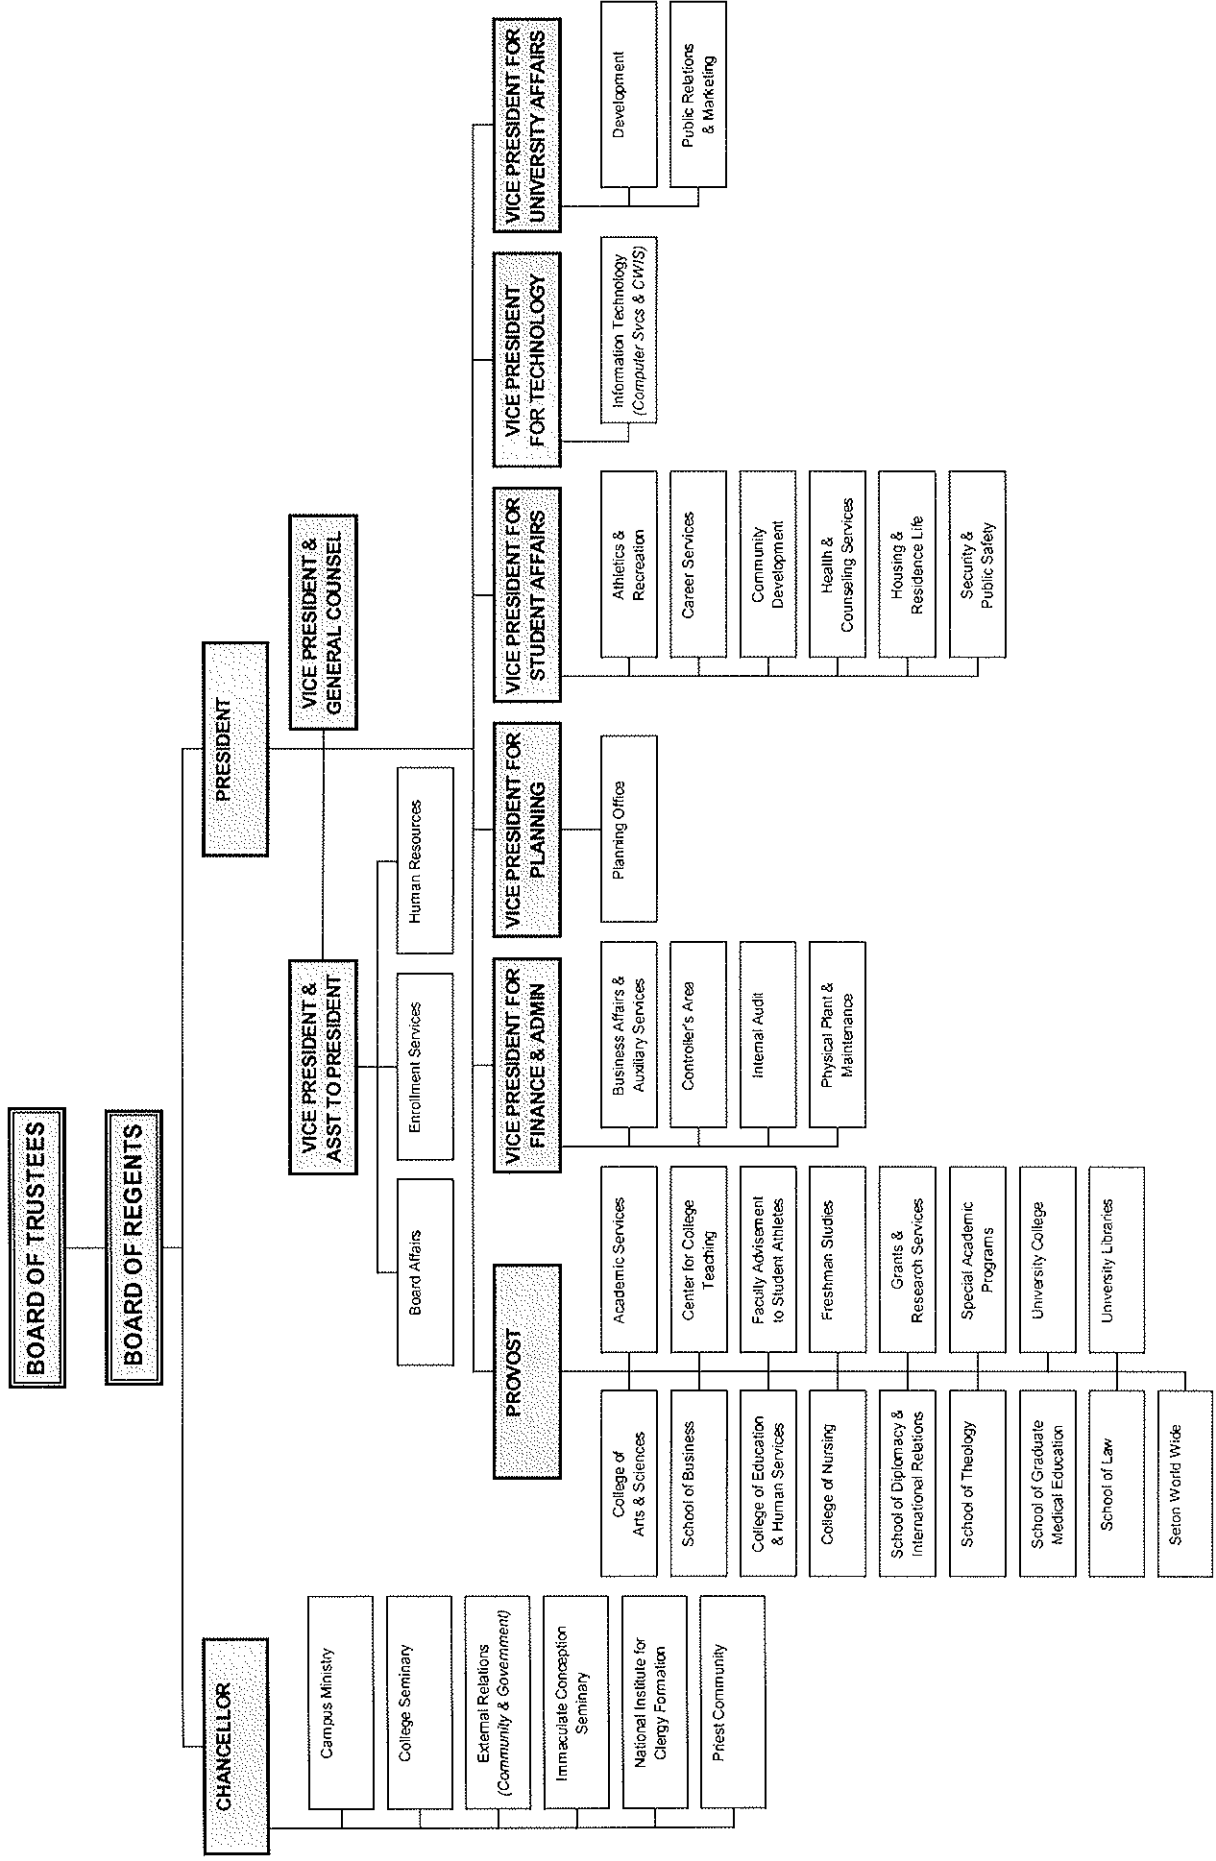 BOARD OF TRUSTEES
BOARD OF REGENTS
CHANCELLOR
PRESIDENT
VICE PRESIDENT &
ASST TO PRESIDENT
VICE PRESIDENT &
GENERAL COUNSEL
Board Affairs
Enrollment Services
Human Resources
Campus Ministry
College Seminary
External Relations
(Community & Government)
Immaculate Conception
Seminary
National Institute for
Clergy Formation
Priest Community
PROVOST
VICE PRESIDENT FOR
FINANCE & ADMIN
VICE PRESIDENT FOR
PLANNING
VICE PRESIDENT FOR
STUDENT AFFAIRS
VICE PRESIDENT
FOR TECHNOLOGY
VICE PRESIDENT FOR
UNIVERSITY AFFAIRS
College of
Arts & Sciences
School of Business
College of Education
& Human Services
College of Nursing
School of Diplomacy &
International Relations
School of Theology
School of Graduate
Medical Education
School of Law
Seton World Wide
Academic Services
Center for College
Teaching
Faculty Advisement
to Student Athletes
Freshman Studies
Grants &
Research Services
Special Academic
Programs
University College
University Libraries
Business Affairs &
Auxiliary Services
Controller's Area
Internal Audit
Physical Plant &
Maintenance
Planning Office
Athletics &
Recreation
Career Services
Community
Development
Health &
Counseling Services
Housing &
Residence Life
Security &
Public Safety
Information Technology
(Computer Svcs & CWIS)
Development
Public Relations
& Marketing